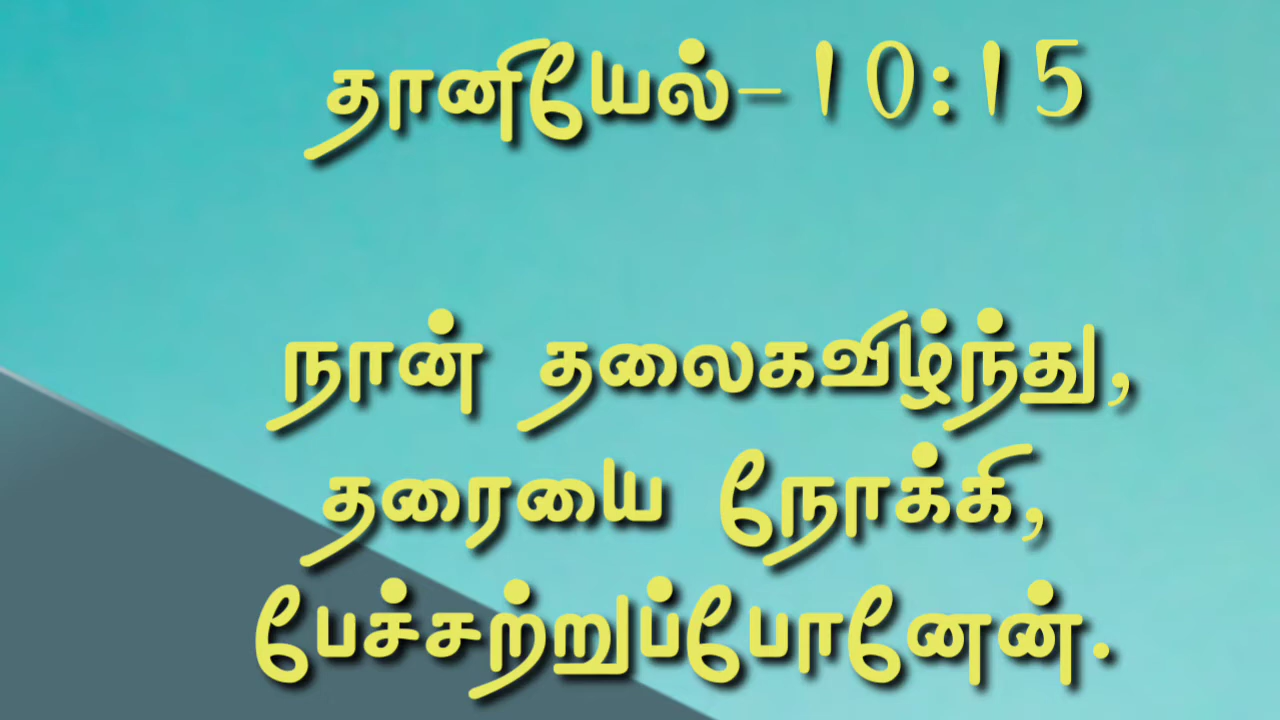 தானியேல்-10:15
நான் தலைகவிழ்ந்து,
தரையை நோக்கி,
பேச்சற்றுப்போனேன்.